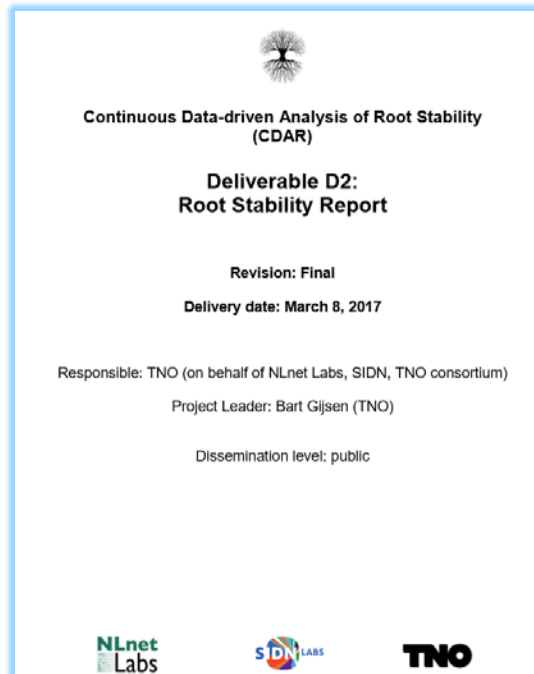 Continuous Data-driven Analysis of Root Stability
(CDAR)
Deliverable D2:
Root Stability Report
Revision: Final
Delivery date: March 8, 2017
Responsible: TNO (on behalf of NLnet Labs, SIDN, TNO consortium)
Project Leader: Bart Gijsen (TNO)
Dissemination level: public
NLnet
Labs
SIDN LABS
TNO